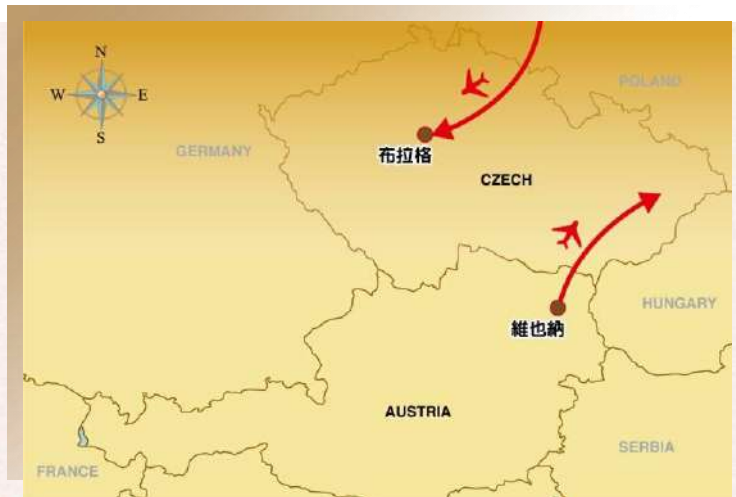 N
W E
S
POLAND
GERMANY
布拉格
CZECH
HUNGARY
維也納
AUSTRIA
SERBIA
FRANCE